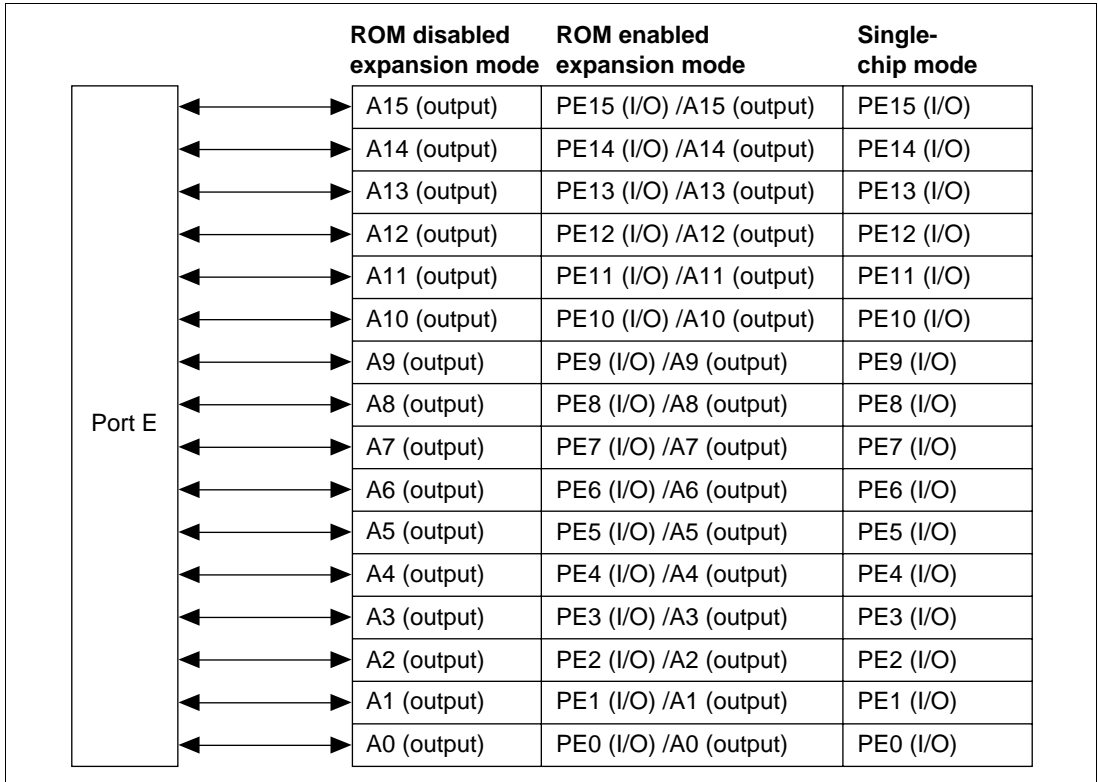 ROM disabled expansion mode ROM enabled expansion mode Single-chip mode
A15 (output) PE15 (I/O) /A15 (output) PE15 (I/O)
A14 (output) PE14 (I/O) /A14 (output) PE14 (I/O)
A13 (output) PE13 (I/O) /A13 (output) PE13 (I/O)
A12 (output) PE12 (I/O) /A12 (output) PE12 (I/O)
A11 (output) PE11 (I/O) /A11 (output) PE11 (I/O)
A10 (output) PE10 (I/O) /A10 (output) PE10 (I/O)
A9 (output) PE9 (I/O) /A9 (output) PE9 (I/O)
A8 (output) PE8 (I/O) /A8 (output) PE8 (I/O)
Port E
A7 (output) PE7 (I/O) /A7 (output) PE7 (I/O)
A6 (output) PE6 (I/O) /A6 (output) PE6 (I/O)
A5 (output) PE5 (I/O) /A5 (output) PE5 (I/O)
A4 (output) PE4 (I/O) /A4 (output) PE4 (I/O)
A3 (output) PE3 (I/O) /A3 (output) PE3 (I/O)
A2 (output) PE2 (I/O) /A2 (output) PE2 (I/O)
A1 (output) PE1 (I/O) /A1 (output) PE1 (I/O)
A0 (output) PE0 (I/O) /A0 (output) PE0 (I/O)